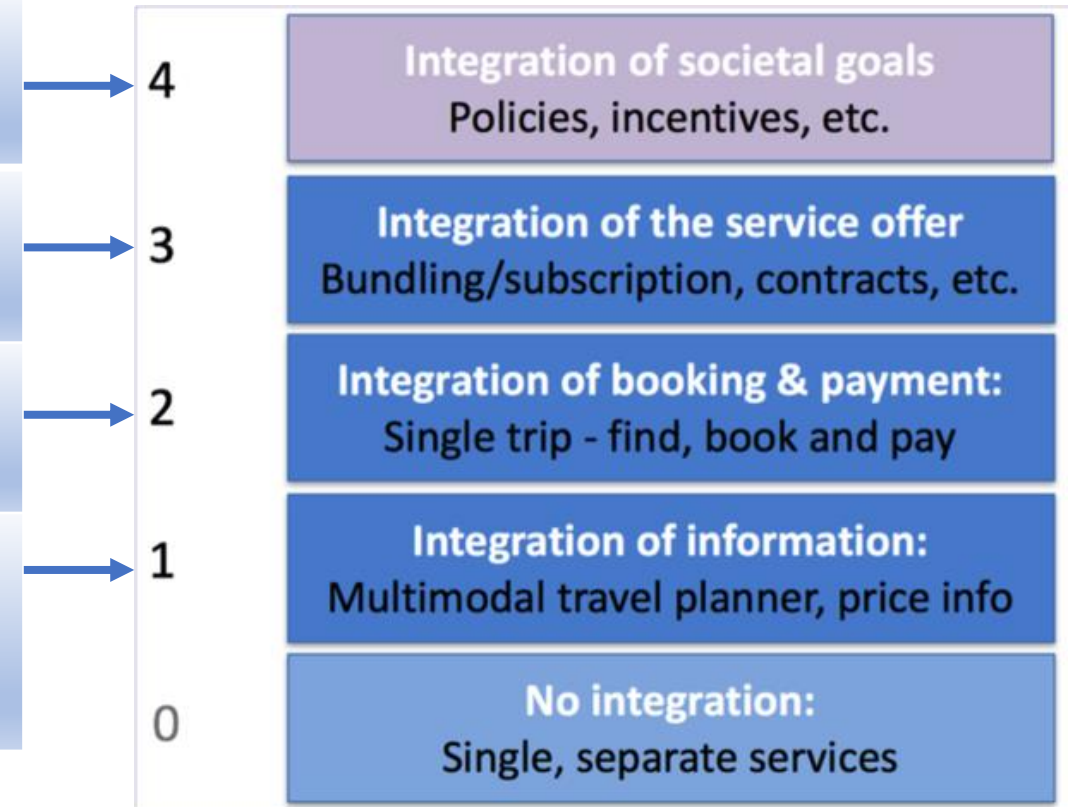 4
Integration of societal goals
Policies, incentives, etc.
3
Integration of the service offer
Bundling/subscription, contracts, etc.
2
Integration of booking & payment:
Single trip - find, book and pay
1
Integration of information:
Multimodal travel planner, price info
0
No integration:
Single, separate services